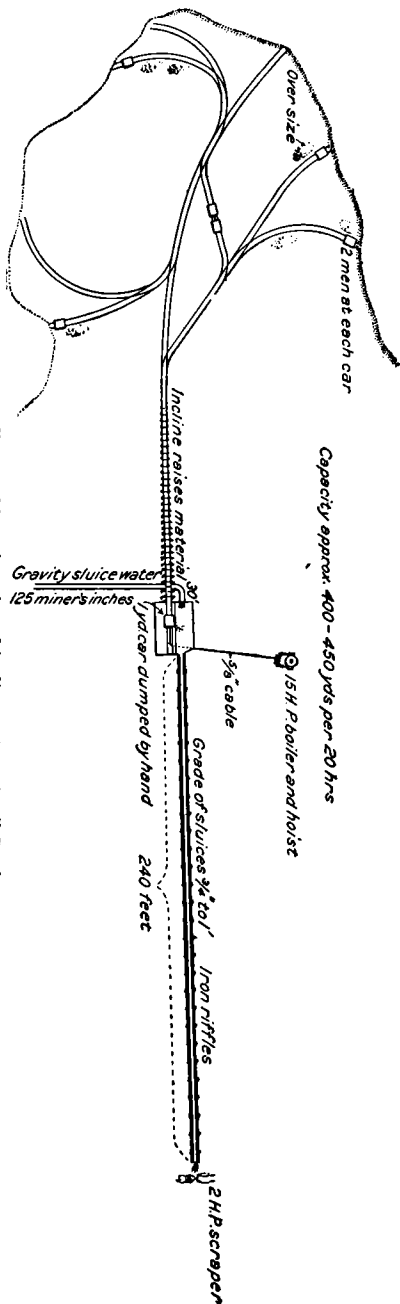 Over size
2 men at each car
Capacity approx. 400-450 yds per 20 hrs
Incline raises material 30'
Gravity sluice water
125 miner's inches
yd car dumped by hand
5/8" cable
15 H.P. boiler and hoist
Grade of sluices 3/4" to 1'
Iron riffles
240 feet
2 H.P. scraper